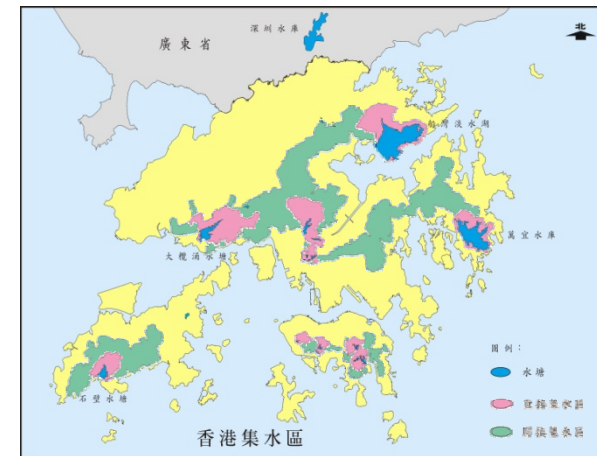 深圳水庫
北
廣東省
船灣淡水湖
萬宜水庫
大欖涌水塘
石壁水塘
圖例：
水塘
直接集水區
間接集水區
香港集水區